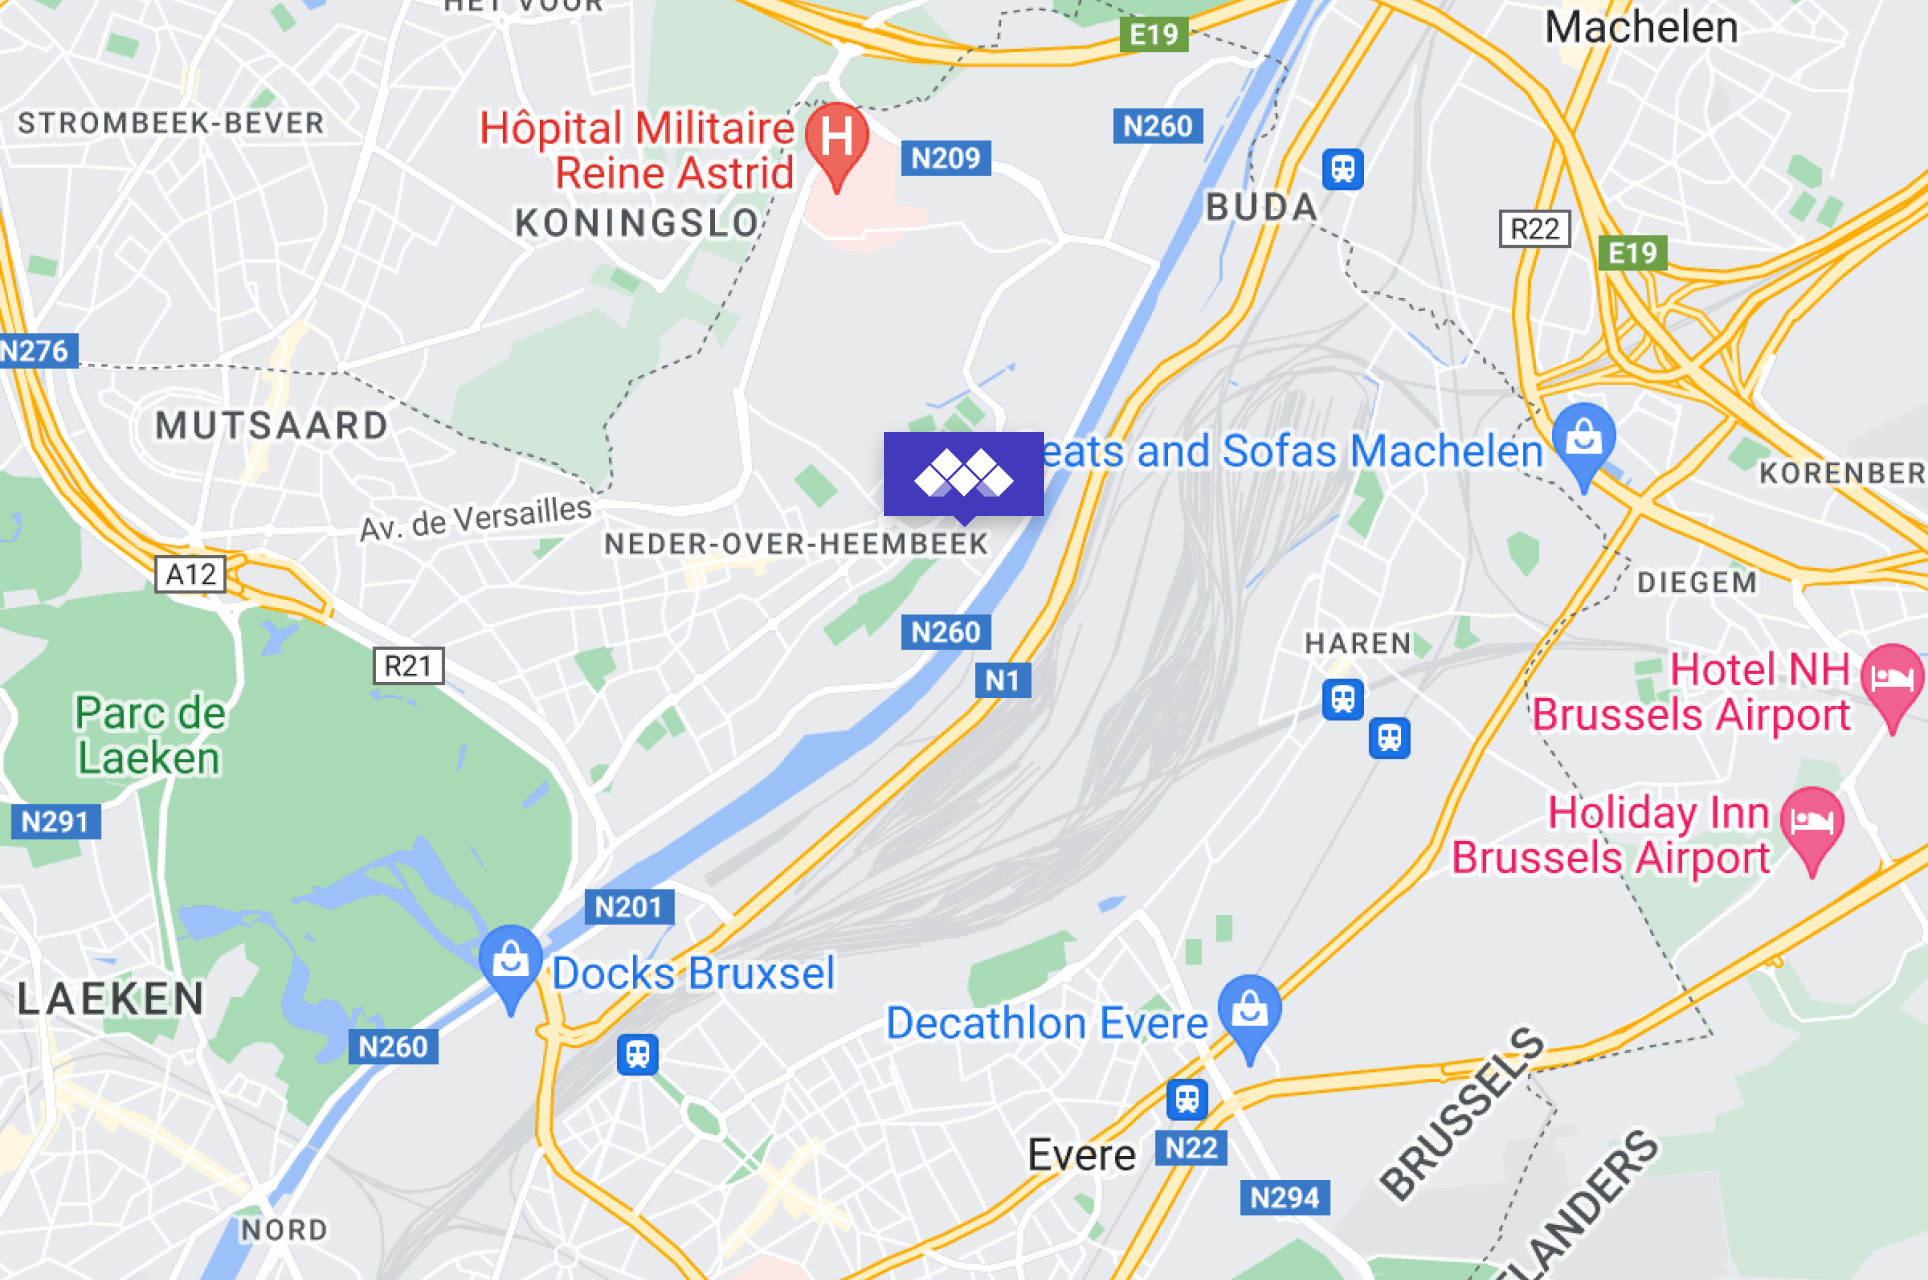 HET VOOR
E19
Machelen
STROMBEEK-BEVER
Hôpital Militaire
Reine Astrid
N209
N260
KONINGSLO
BUDA
R22
E19
N276
MUTSAARD
eats and Sofas Machelen
KORENBER
Av. de Versailles
NEDER-OVER-HEEMBEEK
A12
DIEGEM
N260
HAREN
R21
N1
Hotel NH
Brussels Airport
Parc de
Laeken
N291
Holiday Inn
Brussels Airport
N201
Docks Bruxsel
LAEKEN
Decathlon Evere
N260
BRUSSELS
Evere
N22
N294
LANDERS
NORD